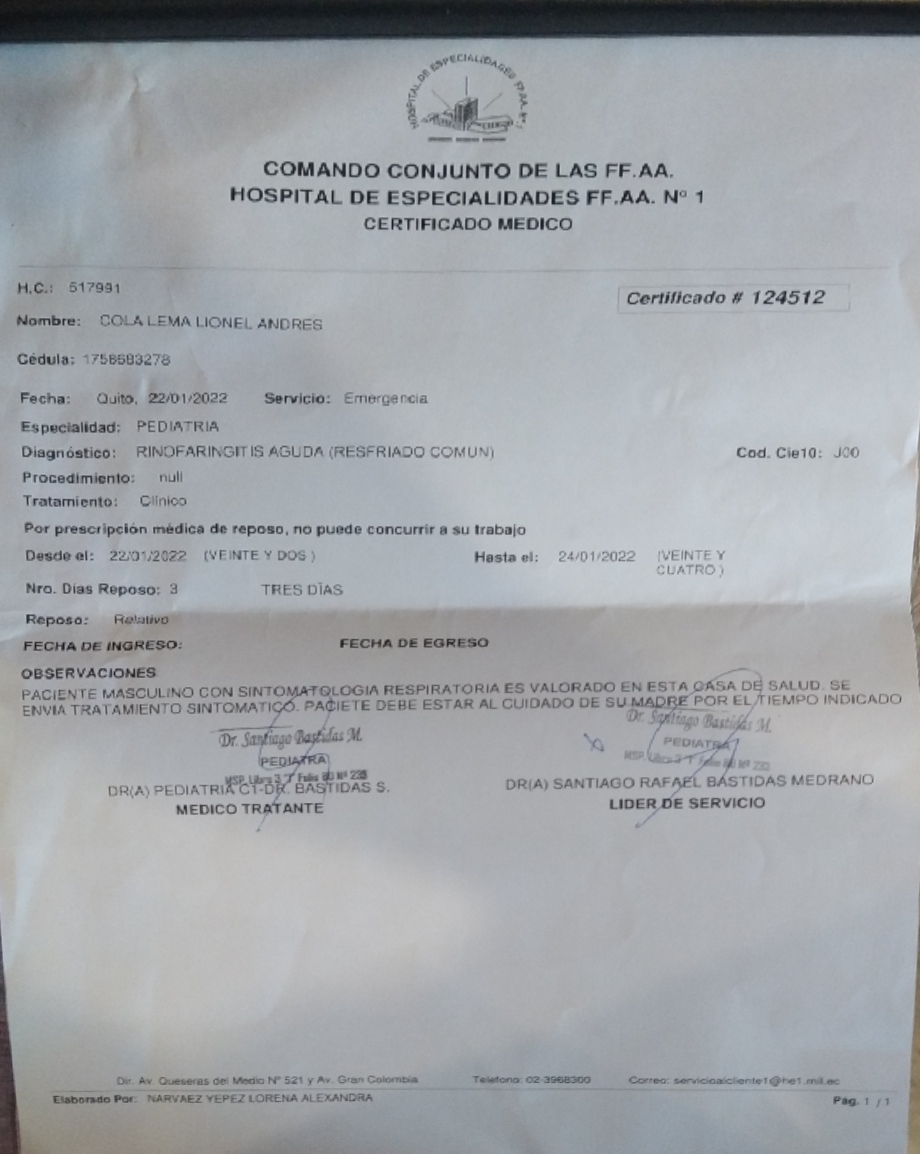 HOSPITAL DE ESPECIALIDADES FF.AA. Nº 1
COMANDO CONJUNTO DE LAS FF.AA.
HOSPITAL DE ESPECIALIDADES FF.AA. Nº 1
CERTIFICADO MEDICO
H.C.: 517991
Certificado # 124512
Nombre: COLA LEMA LIONEL ANDRES
Cédula: 1758683278
Fecha: Quito, 22/01/2022 Servicio: Emergencia
Especialidad: PEDIATRIA
Diagnóstico: RINOFARINGITIS AGUDA (RESFRIADO COMUN) Cod. Cie10: J00
Procedimiento: null
Tratamiento: Clínico
Por prescripción médica de reposo, no puede concurrir a su trabajo
Desde el: 22/01/2022 (VEINTE Y DOS ) Hasta el: 24/01/2022 (VEINTE Y
CUATRO )
Nro. Dias Reposo: 3 TRES DÍAS
Reposo: Relativo
FECHA DE INGRESO: FECHA DE EGRESO
OBSERVACIONES
PACIENTE MASCULINO CON SINTOMATOLOGIA RESPIRATORIA ES VALORADO EN ESTA CASA DE SALUD. SE
ENVIA TRATAMIENTO SINTOMATICO. PACIETE DEBE ESTAR AL CUIDADO DE SU MADRE POR EL TIEMPO INDICADO
Dr. Santiago Bastidas M.
PEDIATRA
MSP. Libro 3 "I" Folio 80 Nº 233
DR(A) PEDIATRIA CT-DR. BASTIDAS S.
MEDICO TRATANTE
Dr. Santiago Bastidas M.
PEDIATRA
MSP. Libro 3 "I" Folio 80 Nº 233
DR(A) SANTIAGO RAFAEL BASTIDAS MEDRANO
LIDER DE SERVICIO
Dir. Av. Queseras del Medio Nº 521 y Av. Gran Colombia Telefono: 02-3968300 Correo: servicioalcliente1@he1.mil.ec
Elaborado Por: NARVAEZ YEPEZ LORENA ALEXANDRA Pág. 1 / 1